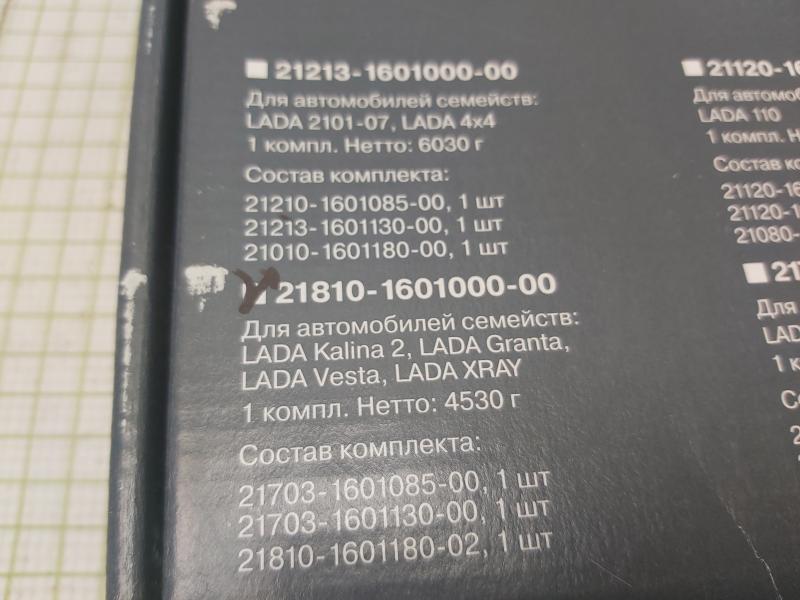 21213-1601000-00
Для автомобилей семейств:
LADA 2101-07, LADA 4x4
1 компл. Нетто: 6030 г
Состав комплекта:
21210-1601085-00, 1 шт
21213-1601130-00, 1 шт
21010-1601180-00, 1 шт
21810-1601000-00
Для автомобилей семейств:
LADA Kalina 2, LADA Granta,
LADA Vesta, LADA XRAY
1 компл. Нетто: 4530 г
Состав комплекта:
21703-1601085-00, 1 шт
21703-1601130-00, 1 шт
21810-1601180-02, 1 шт
21120-16
Для автомоб
LADA 110
1 компл. Нетто:
Состав ко
21120-16
21120-1
21080-
Для
LAD
1 к